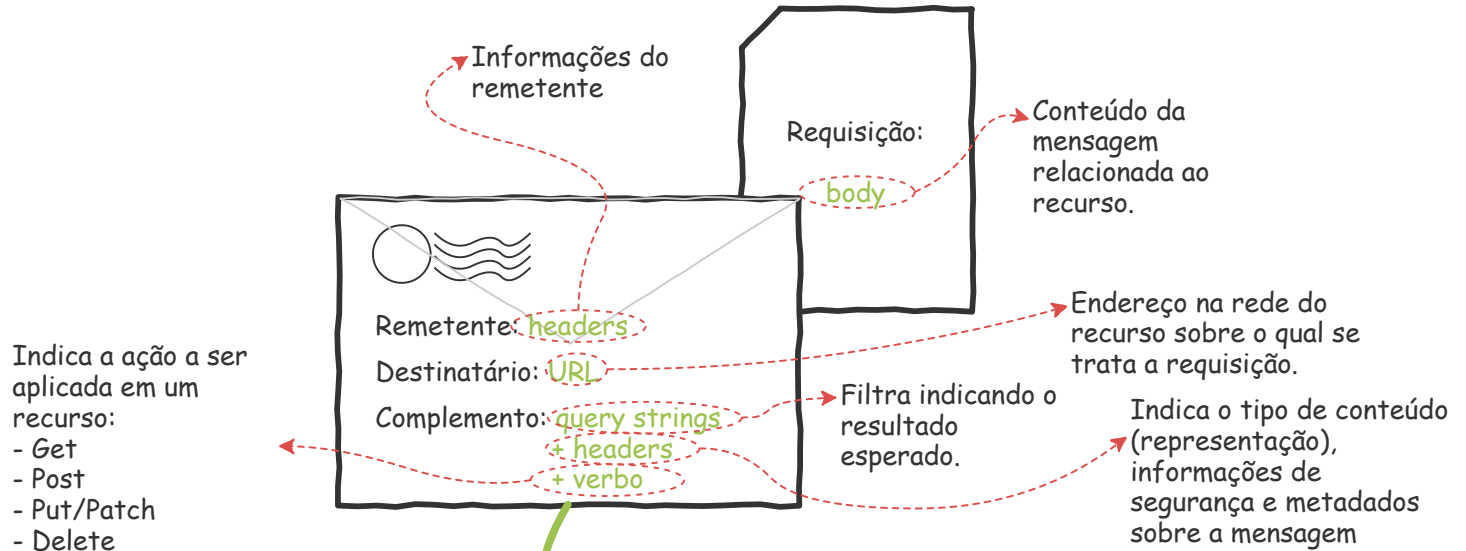 Informações do
remetente
Requisição:
body
Conteúdo da
mensagem
relacionada ao
recurso.
Remetente: headers
Destinatário: URL
Complemento: query strings
+ headers
+ verbo
Endereço na rede do
recurso sobre o qual se
trata a requisição.
Filtra indicando o
resultado
esperado.
Indica o tipo de conteúdo
(representação),
informações de
segurança e metadados
sobre a mensagem
Indica a ação a ser
aplicada em um
recurso:
- Get
- Post
- Put/Patch
- Delete